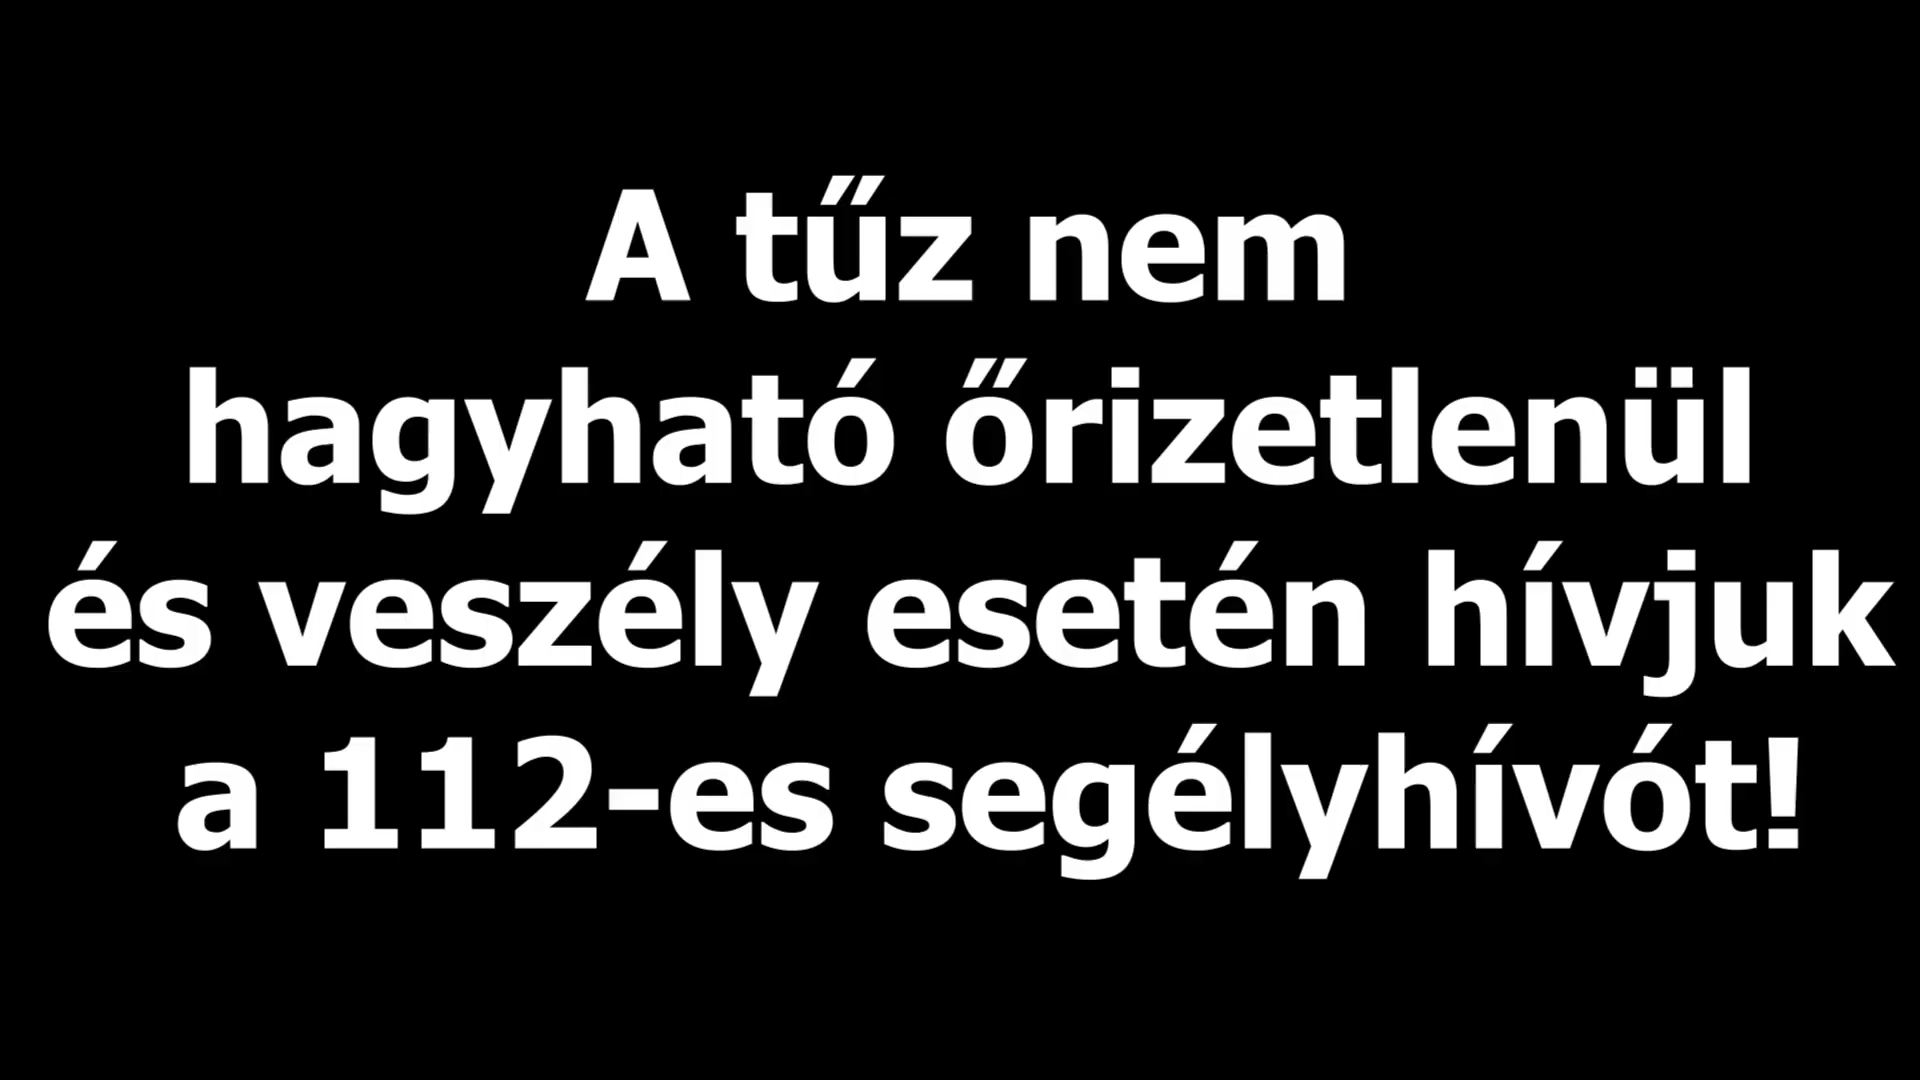 A tűz nem
hagyható őrizetlenül
és veszély esetén hívjuk
a 112-es segélyhívót!